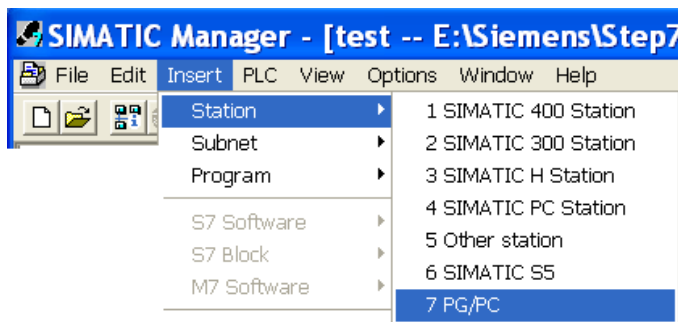 SIMATIC Manager - [test -- E:\Siemens\Step7
File Edit Insert PLC View Options Window Help
Station
Subnet
Program
S7 Software
S7 Block
M7 Software
1 SIMATIC 400 Station
2 SIMATIC 300 Station
3 SIMATIC H Station
4 SIMATIC PC Station
5 Other station
6 SIMATIC S5
7 PG/PC